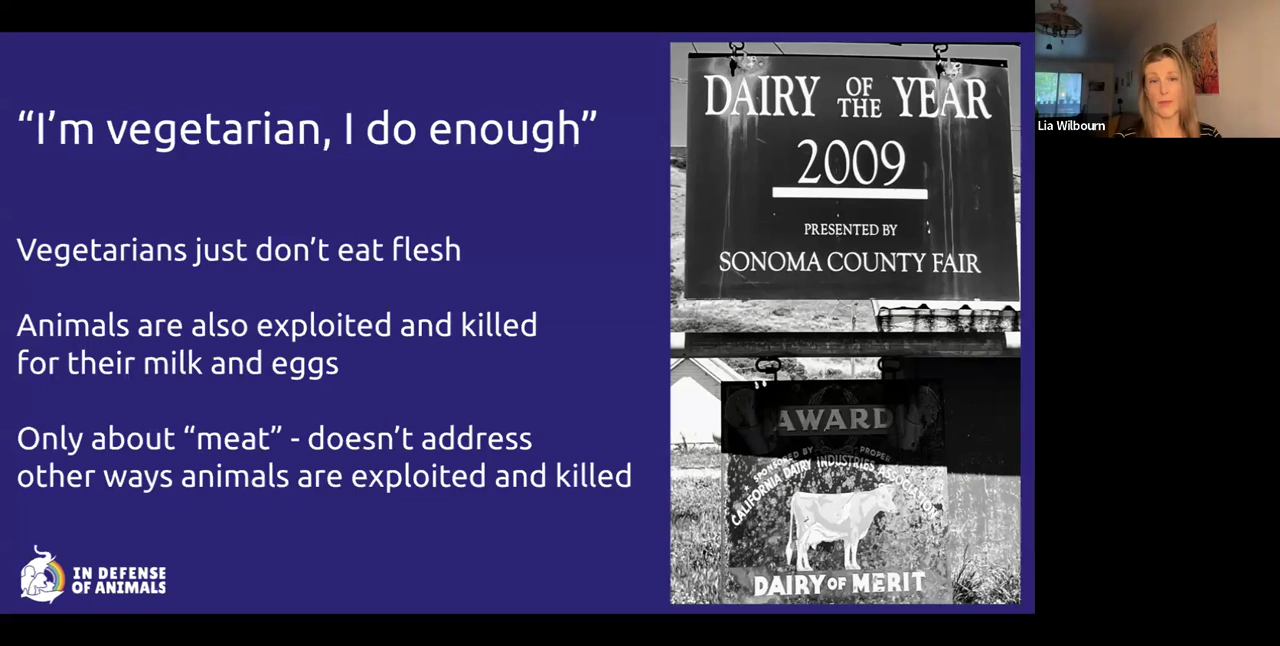 “I’m vegetarian, I do enough”
Vegetarians just don’t eat flesh
Animals are also exploited and killed
for their milk and eggs
Only about “meat” - doesn’t address
other ways animals are exploited and killed
IN DEFENSE
OF ANIMALS
DAIRY OF THE YEAR
2009
PRESENTED BY
SONOMA COUNTY FAIR
AWARD
SPONSORED BY
CALIFORNIA DAIRY INDUSTRIES ASSOCIATION
DAIRY OF MERIT
Lia Wilbourn